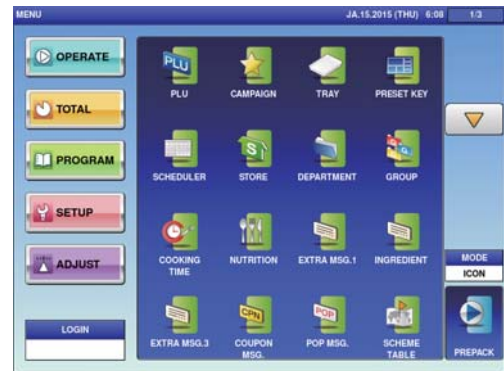 MENU JA.15.2015 (THU) 6:08 1/3
OPERATE
TOTAL
PROGRAM
SETUP
ADJUST
LOGIN
PLU
PLU CAMPAIGN TRAY PRESET KEY
S
SCHEDULER STORE DEPARTMENT GROUP
COOKING TIME NUTRITION EXTRA MSG.1 INGREDIENT
CPN POP
EXTRA MSG.3 COUPON MSG. POP MSG. SCHEME TABLE
MODE
ICON
PREPACK